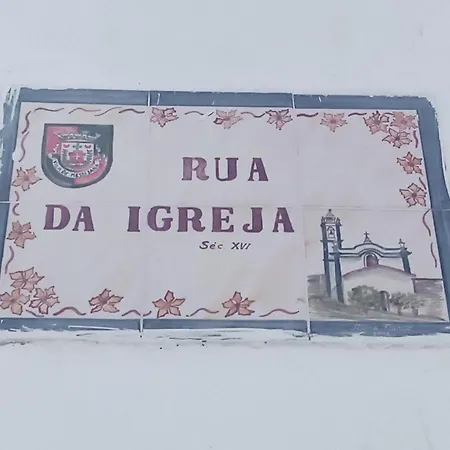 RUA
DA IGREJA
Séc XVI